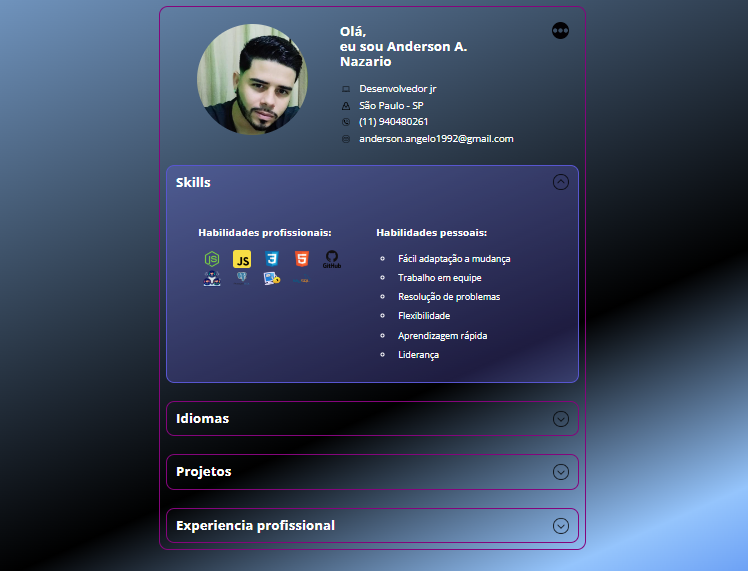 Olá,
eu sou Anderson A.
Nazario
Desenvolvedor jr
São Paulo - SP
(11) 940480261
anderson.angelo1992@gmail.com
Skills
Habilidades profissionais:
JS
GitHub
Habilidades pessoais:
Fácil adaptação a mudança
Trabalho em equipe
Resolução de problemas
Flexibilidade
Aprendizagem rápida
Liderança
Idiomas
Projetos
Experiencia profissional